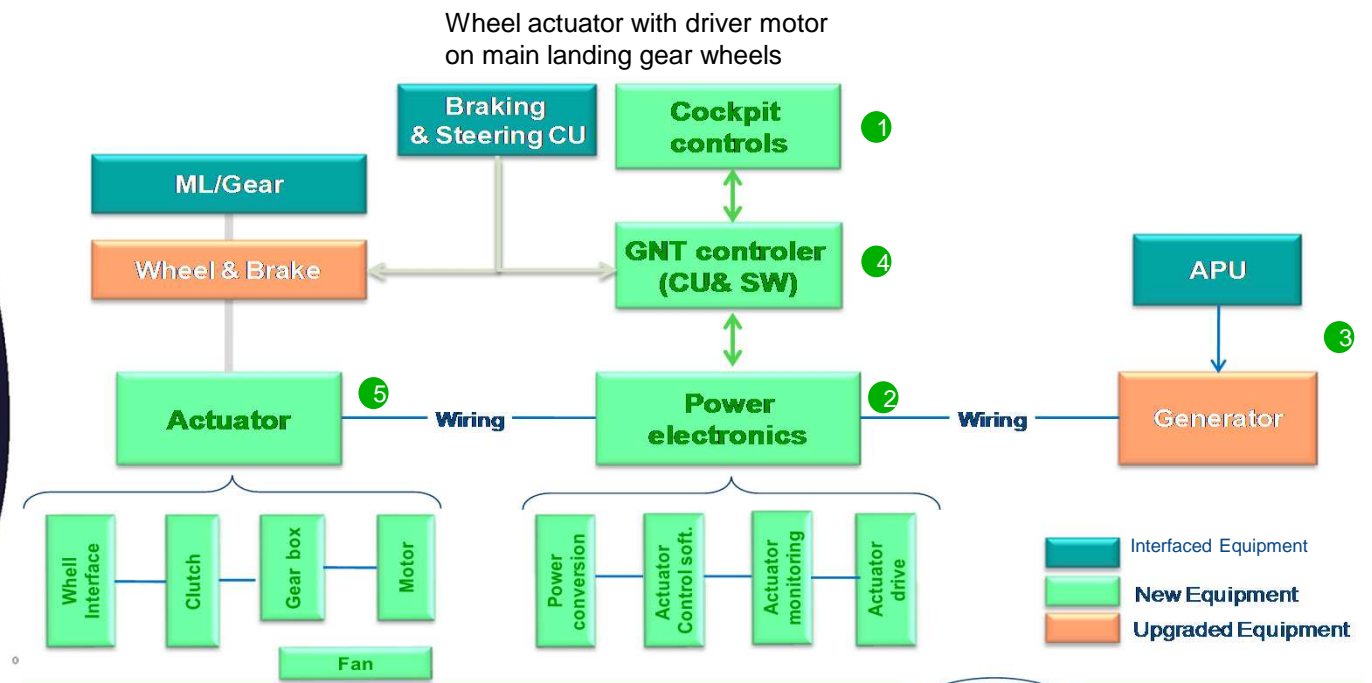 Wheel actuator with driver motor
on main landing gear wheels
Braking
& Steering CU
Cockpit
controls
1
ML/Gear
Wheel & Brake
GNT controler
(CU& SW)
4
APU
3
Actuator
5
Wiring
Power
electronics
2
Wiring
Generator
Whell
Interface
Clutch
Gear box
Motor
Fan
Power
conversion
Actuator
Control soft.
Actuator
monitoring
Actuator
drive
Interfaced Equipment
New Equipment
Upgraded Equipment